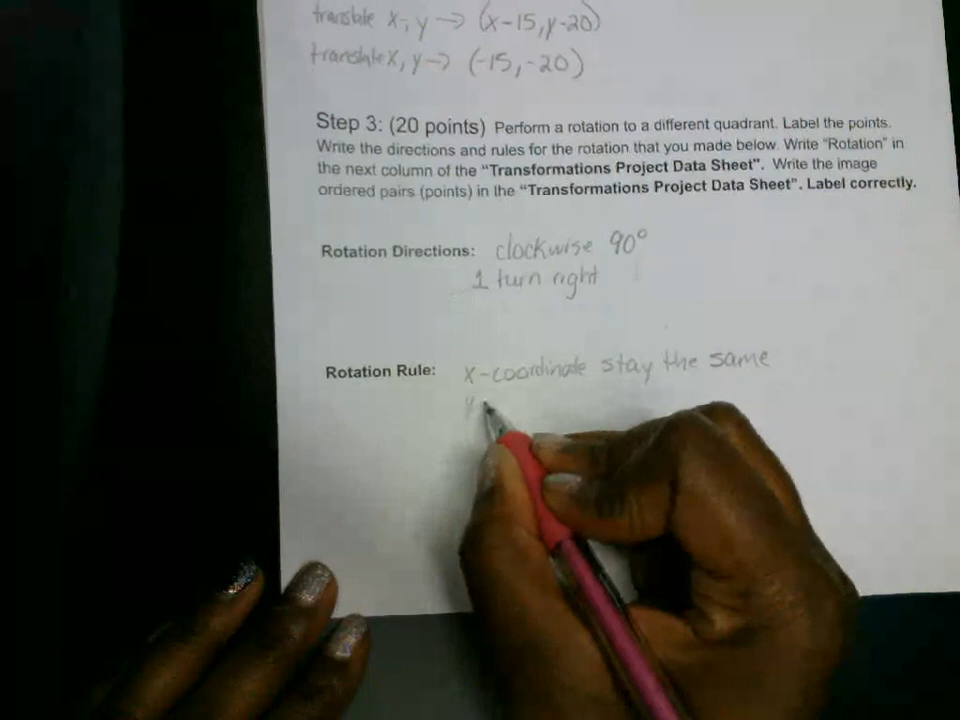 translate x, y → (x-15, y-20)
translate x, y → (-15, -20)
Step 3: (20 points) Perform a rotation to a different quadrant. Label the points.
Write the directions and rules for the rotation that you made below. Write "Rotation" in
the next column of the "Transformations Project Data Sheet". Write the image
ordered pairs (points) in the "Transformations Project Data Sheet". Label correctly.
Rotation Directions: clockwise 90°
1 turn right
Rotation Rule: x-coordinate stay the same
y-